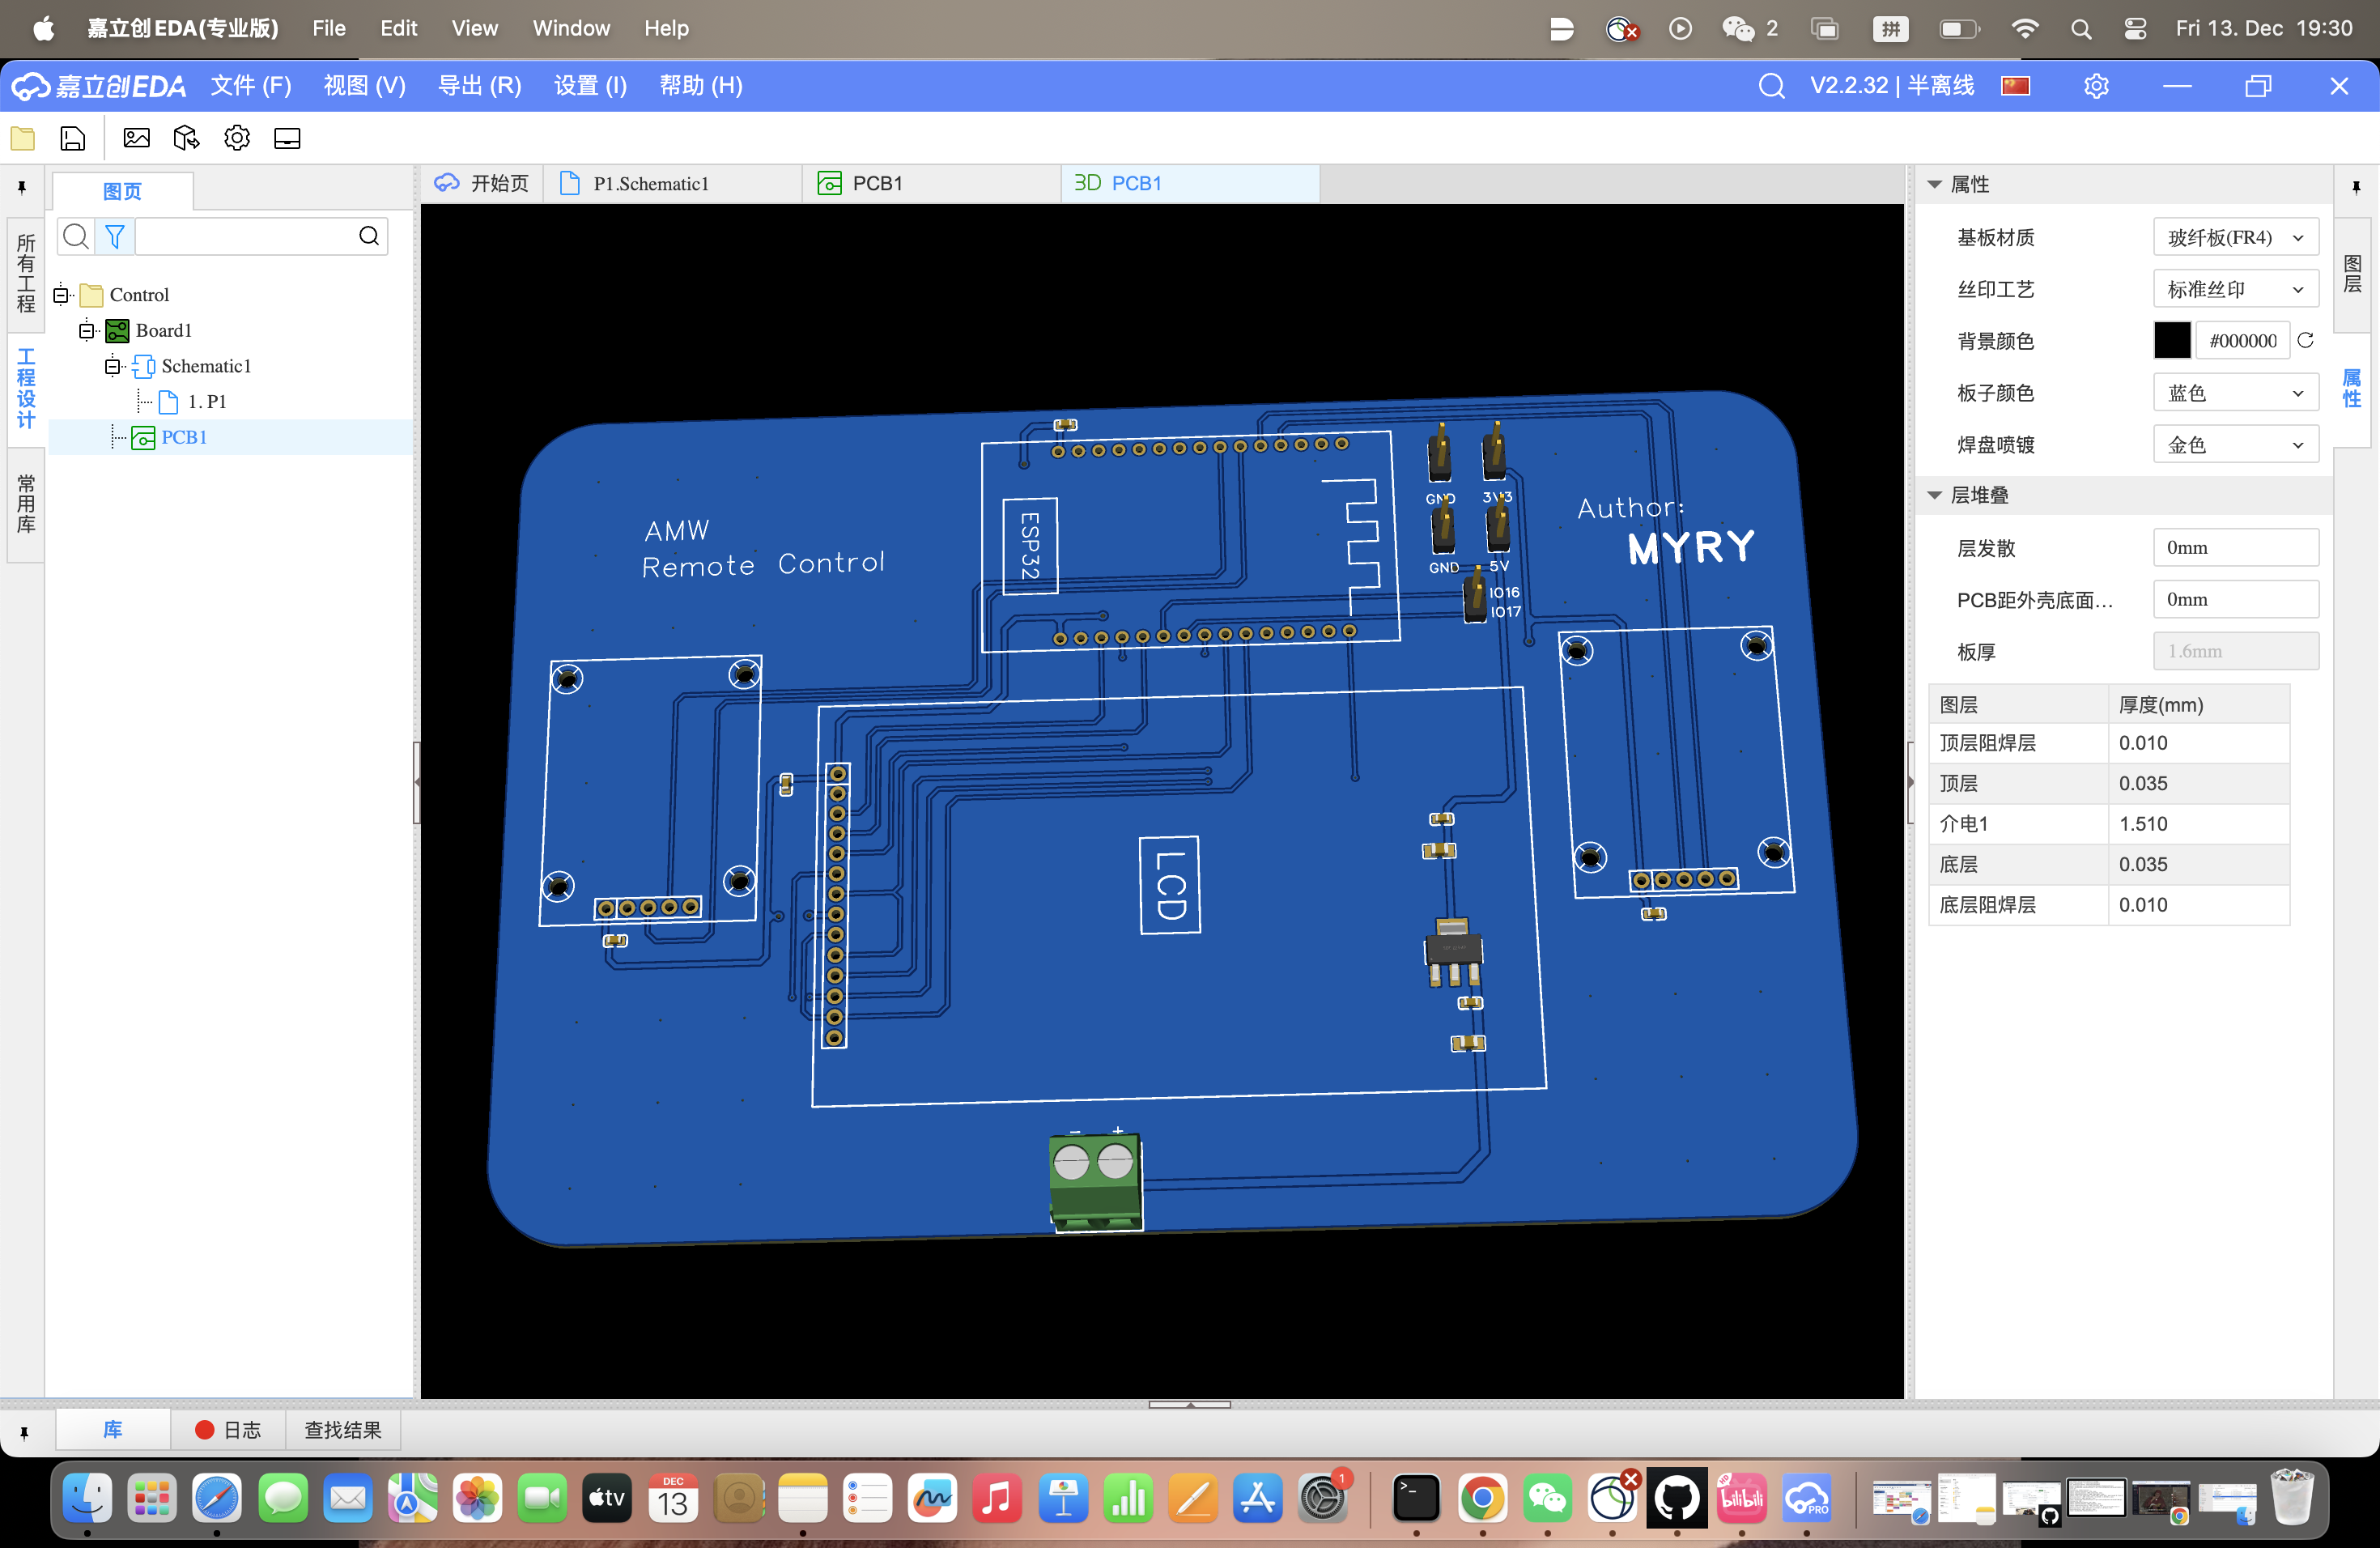 嘉立创EDA(专业版) File Edit View Window Help 2 拼 Fri 13. Dec 19:30
嘉立创EDA 文件 (F) 视图 (V) 导出 (R) 设置 (I) 帮助 (H) V2.2.32 | 半离线
图页 开始页 P1.Schematic1 PCB1 3D PCB1
所有工程
工程设计
常用库
Control
Board1
Schematic1
1. P1
PCB1
AMW
Remote Control
ESP32
GND 3V3
GND 5V
IO16
IO17
Author:
MYRY
LCD
- +
属性
基板材质 玻纤板(FR4)
丝印工艺 标准丝印
背景颜色 #000000
板子颜色 蓝色
焊盘喷镀 金色
层堆叠
层发散 0mm
PCB距外壳底面… 0mm
板厚 1.6mm
图层 厚度(mm)
顶层阻焊层 0.010
顶层 0.035
介电1 1.510
底层 0.035
底层阻焊层 0.010
图层
属性
库 日志 查找结果
tv
DEC
13
1
bilibili
HD
PRO